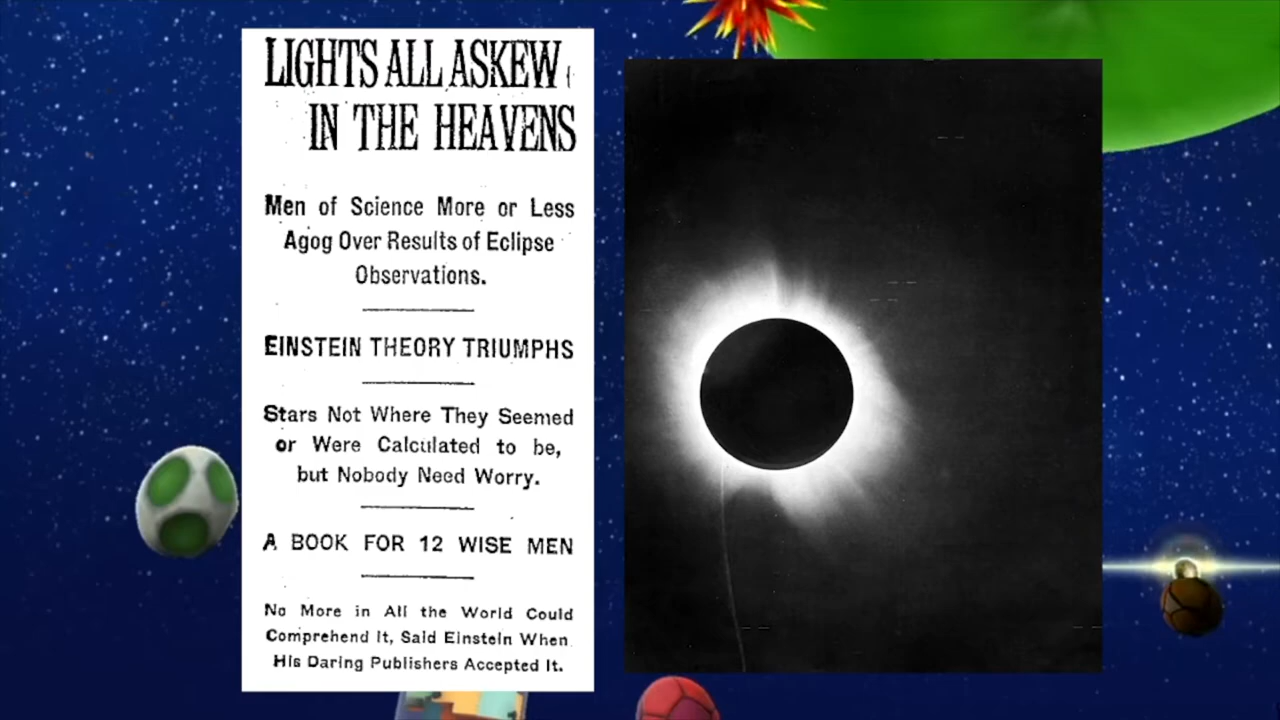 LIGHTS ALL ASKEW
IN THE HEAVENS
Men of Science More or Less
Agog Over Results of Eclipse
Observations.
EINSTEIN THEORY TRIUMPHS
Stars Not Where They Seemed
or Were Calculated to be,
but Nobody Need Worry.
A BOOK FOR 12 WISE MEN
No More in All the World Could
Comprehend It, Said Einstein When
His Daring Publishers Accepted It.